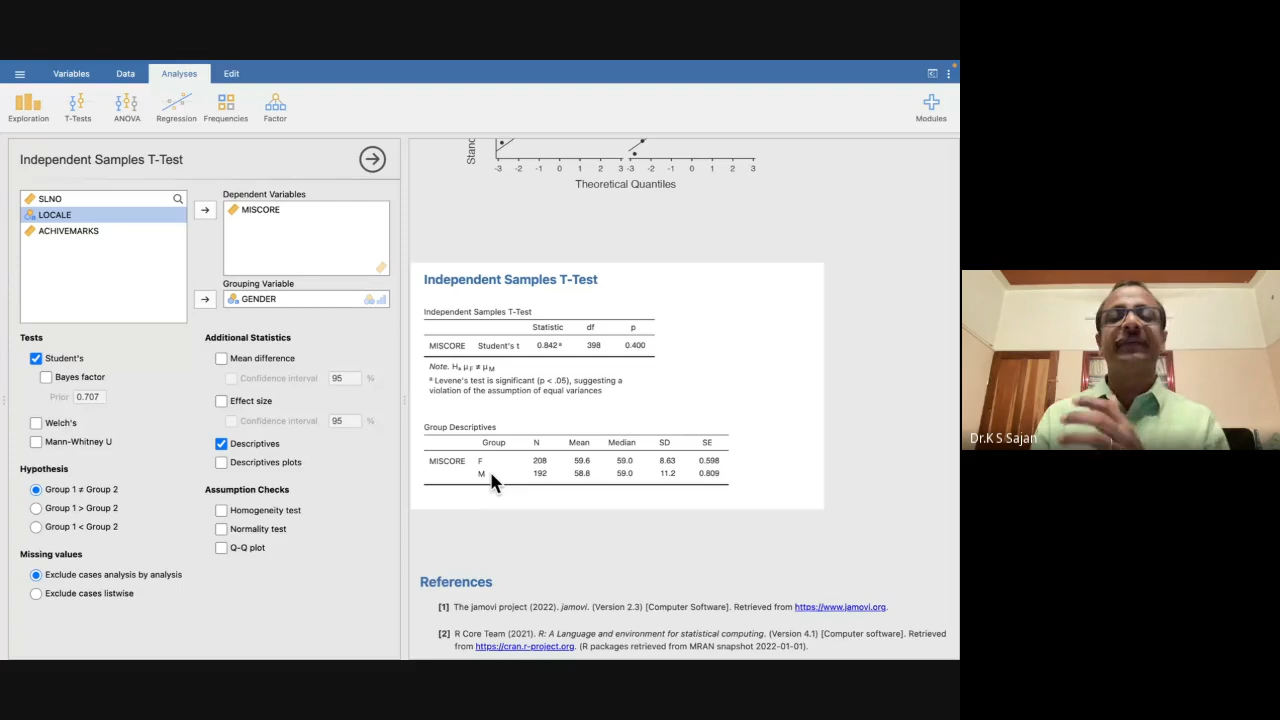 Variables Data Analyses Edit
Exploration T-Tests ANOVA Regression Frequencies Factor Modules
Independent Samples T-Test
SLNO
LOCALE
ACHIVEMARKS
Dependent Variables
MISCORE
Grouping Variable
GENDER
Tests
Student's
Bayes factor
Prior 0.707
Welch's
Mann-Whitney U
Hypothesis
Group 1 ≠ Group 2
Group 1 > Group 2
Group 1 < Group 2
Missing values
Exclude cases analysis by analysis
Exclude cases listwise
Additional Statistics
Mean difference
Confidence interval 95 %
Effect size
Confidence interval 95 %
Descriptives
Descriptives plots
Assumption Checks
Homogeneity test
Normality test
Q-Q plot
Stand
-3 -2 -1 0 1 2 3 -3 -2 -1 0 1 2 3
Theoretical Quantiles
Independent Samples T-Test
Independent Samples T-Test
Statistic df p
MISCORE Student's t 0.842 ᵃ 398 0.400
Note. Hₐ μ F ≠ μ M
ᵃ Levene's test is significant (p < .05), suggesting a
violation of the assumption of equal variances
Group Descriptives
Group N Mean Median SD SE
MISCORE F 208 59.6 59.0 8.63 0.598
M 192 58.8 59.0 11.2 0.809
References
[1] The jamovi project (2022). jamovi. (Version 2.3) [Computer Software]. Retrieved from https://www.jamovi.org.
[2] R Core Team (2021). R: A Language and environment for statistical computing. (Version 4.1) [Computer software]. Retrieved
from https://cran.r-project.org. (R packages retrieved from MRAN snapshot 2022-01-01).
Dr.K S Sajan